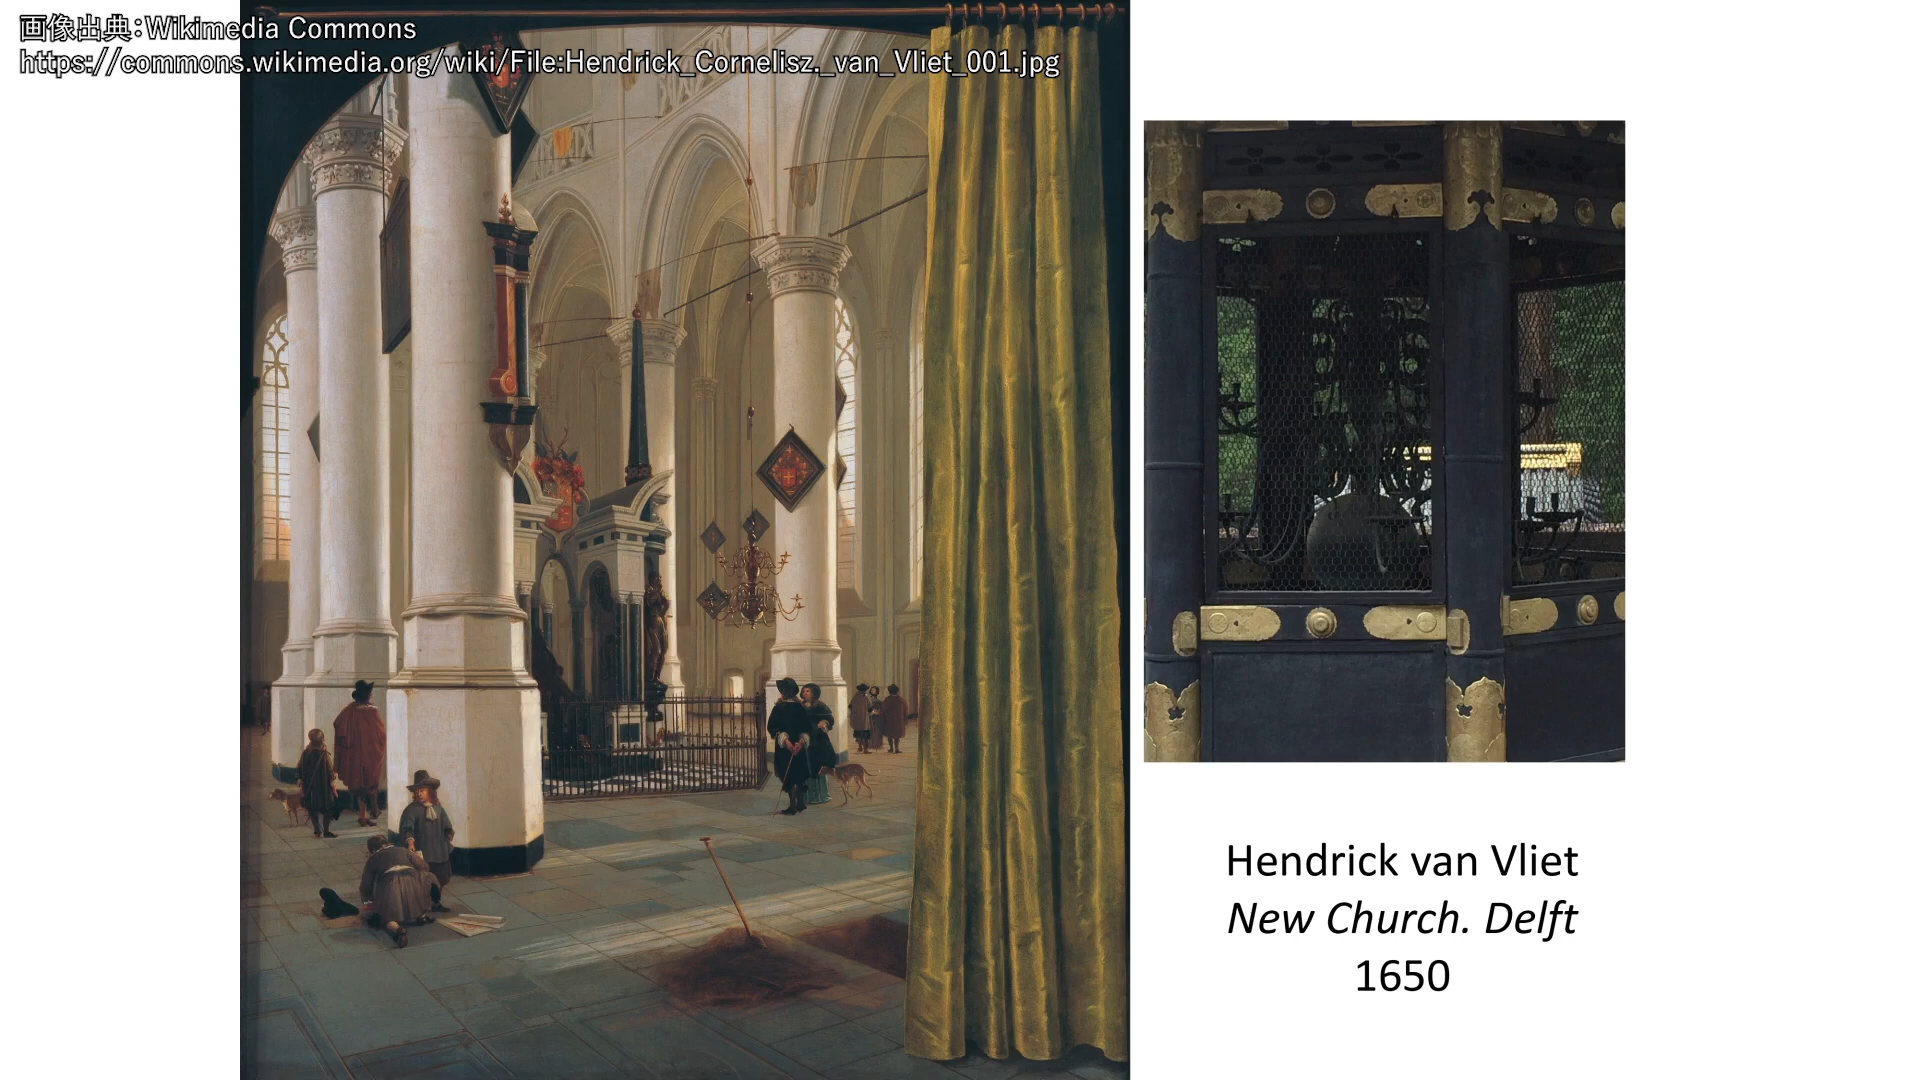 画像出典：Wikimedia Commons
https://commons.wikimedia.org/wiki/File:Hendrick_Cornelisz._van_Vliet_001.jpg
Hendrick van Vliet
New Church. Delft
1650